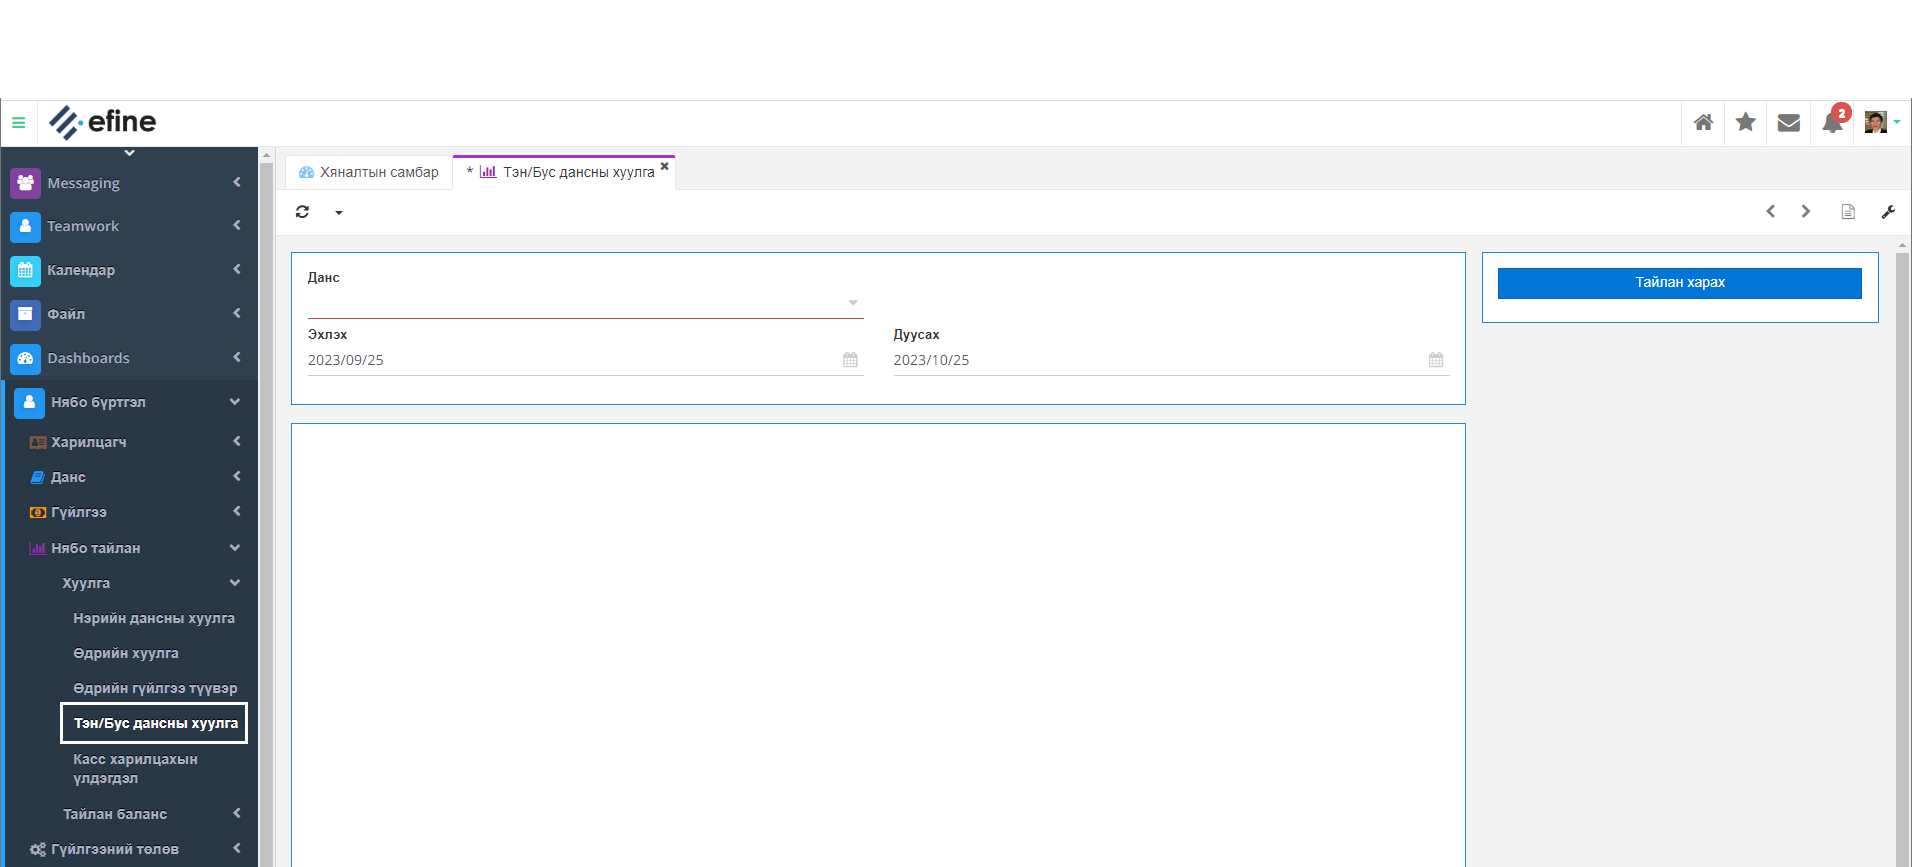 efine
2
Messaging
Teamwork
Календар
Файл
Dashboards
Нябо бүртгэл
Харилцагч
Данс
Гүйлгээ
Нябо тайлан
Хуулга
Нэрийн дансны хуулга
Өдрийн хуулга
Өдрийн гүйлгээ түүвэр
Тэн/Бус дансны хуулга
Касс харилцахын
үлдэгдэл
Тайлан баланс
Гүйлгээний төлөв
Хяналтын самбар
* Тэн/Бус дансны хуулга
Данс
Эхлэх
2023/09/25
Дуусах
2023/10/25
Тайлан харах